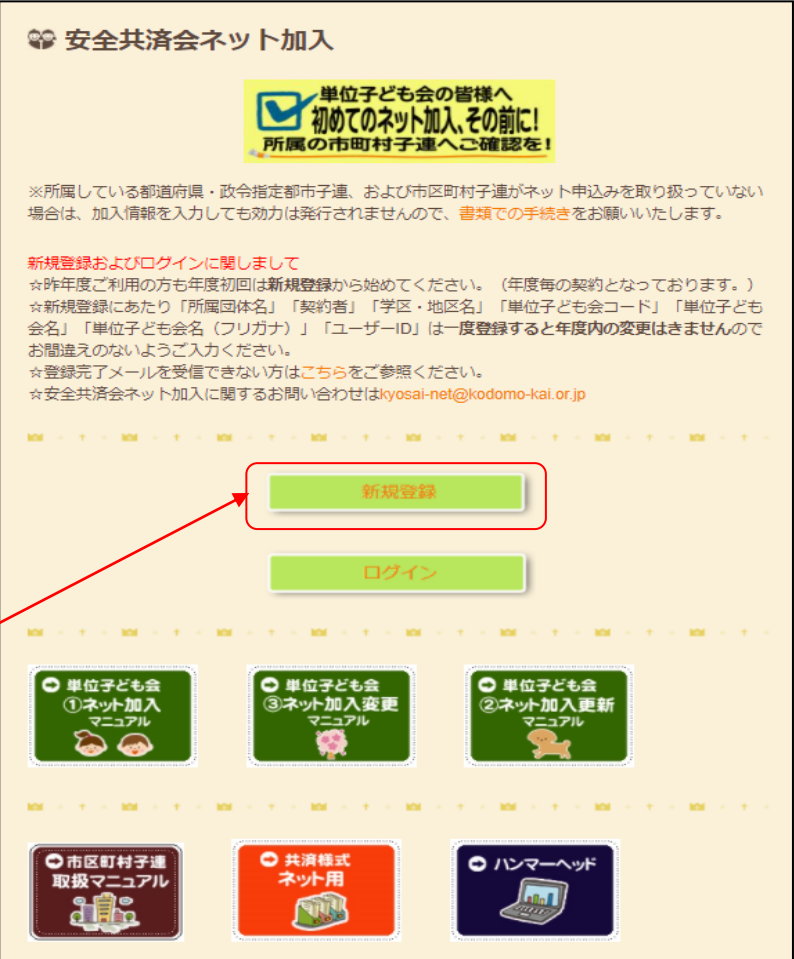 安全共済会ネット加入
単位子ども会の皆様へ
初めてのネット加入、その前に!
所属の市町村子連へご確認を!
※所属している都道府県・政令指定都市子連、および市区町村子連がネット申込みを取り扱っていない
場合は、加入情報を入力しても効力は発行されませんので、書類での手続きをお願いいたします。
新規登録およびログインに関しまして
☆昨年度ご利用の方も年度初回は新規登録から始めてください。（年度毎の契約となっております。）
☆新規登録にあたり「所属団体名」「契約者」「学区・地区名」「単位子ども会コード」「単位子ども
会名」「単位子ども会名（フリガナ）」「ユーザーID」は一度登録すると年度内の変更はきませんので
お間違えのないようご入力ください。
☆登録完了メールを受信できない方はこちらをご参照ください。
☆安全共済会ネット加入に関するお問い合わせはkyosai-net@kodomo-kai.or.jp
新規登録
ログイン
単位子ども会
①ネット加入
マニュアル
単位子ども会
③ネット加入変更
マニュアル
単位子ども会
②ネット加入更新
マニュアル
市区町村子連
取扱マニュアル
共済様式
ネット用
ハンマーヘッド